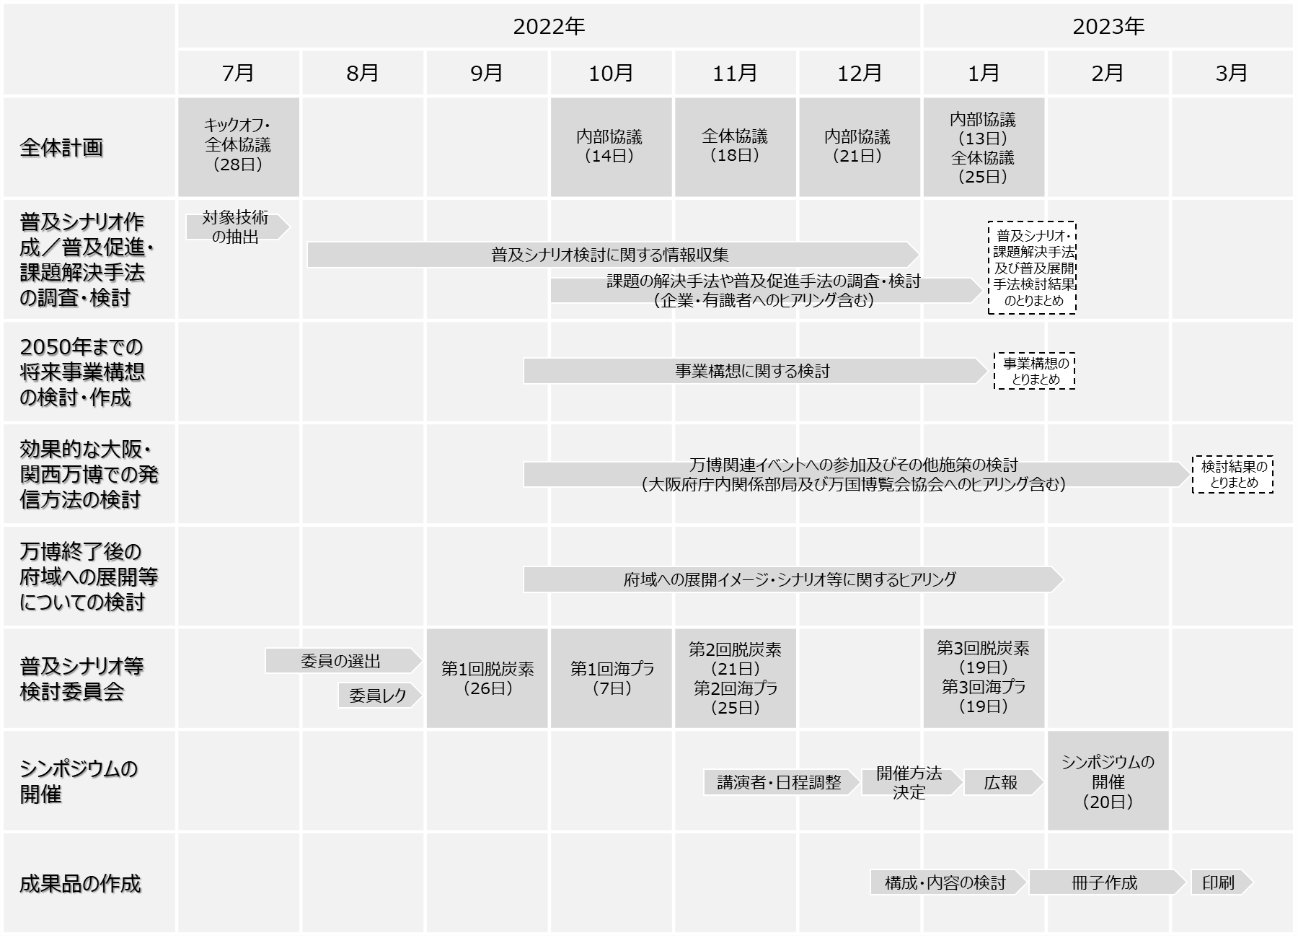 2022年
2023年
7月
8月
9月
10月
11月
12月
1月
2月
3月
全体計画
キックオフ・
全体協議
(28日)
内部協議
(14日)
全体協議
(18日)
内部協議
(21日)
内部協議
(13日)
全体協議
(25日)
普及シナリオ作
成／普及促進・
課題解決手法
の調査・検討
対象技術
の抽出
普及シナリオ検討に関する情報収集
課題の解決手法や普及促進手法の調査・検討
(企業・有識者へのヒアリング含む)
普及シナリオ・
課題解決手法
及び普及展開
手法検討結果
のとりまとめ
2050年までの
将来事業構想
の検討・作成
事業構想に関する検討
事業構想の
とりまとめ
効果的な大阪・
関西万博での発
信方法の検討
万博関連イベントへの参加及びその他施策の検討
(大阪府庁内関係部局及び万国博覧会協会へのヒアリング含む)
検討結果の
とりまとめ
万博終了後の
府域への展開等
についての検討
府域への展開イメージ・シナリオ等に関するヒアリング
普及シナリオ等
検討委員会
委員の選出
委員レク
第1回脱炭素
(26日)
第1回海プラ
(7日)
第2回脱炭素
(21日)
第2回海プラ
(25日)
第3回脱炭素
(19日)
第3回海プラ
(19日)
シンポジウムの
開催
講演者・日程調整
開催方法
決定
広報
シンポジウムの
開催
(20日)
成果品の作成
構成・内容の検討
冊子作成
印刷